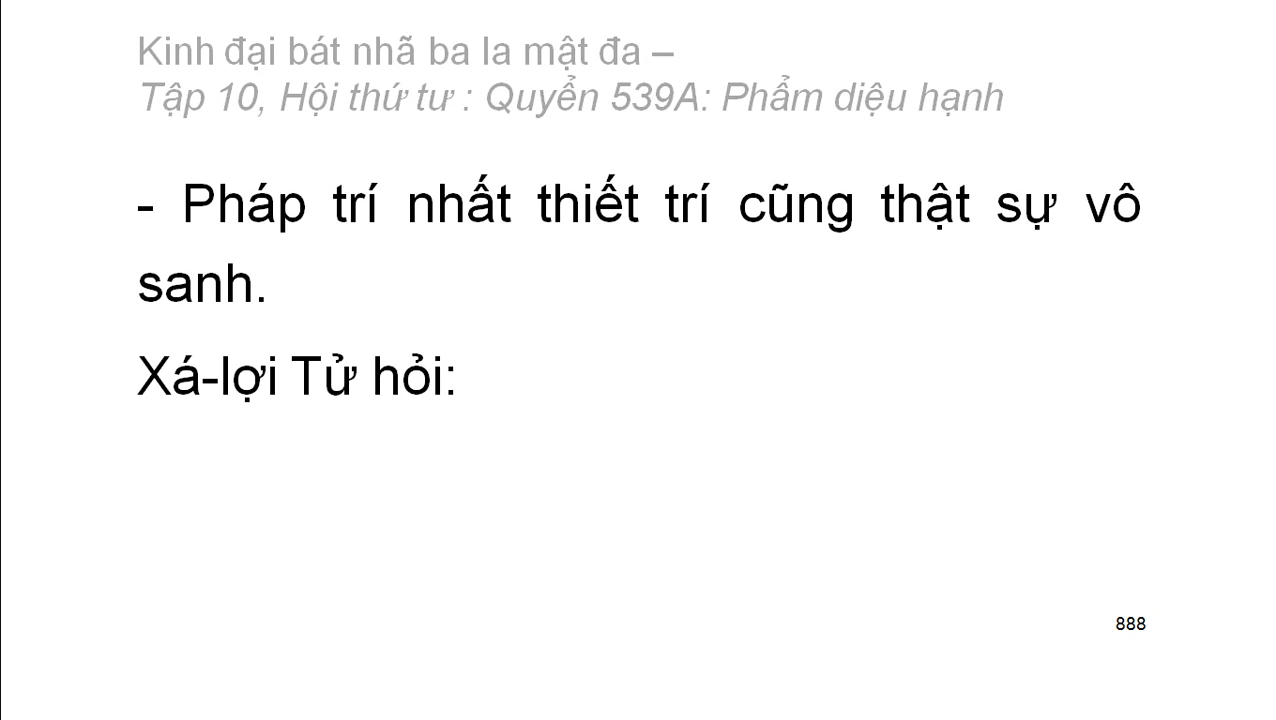 Kinh đại bát nhã ba la mật đa –
Tập 10, Hội thứ tư : Quyển 539A: Phẩm diệu hạnh
- Pháp trí nhất thiết trí cũng thật sự vô
sanh.
Xá-lợi Tử hỏi:
888